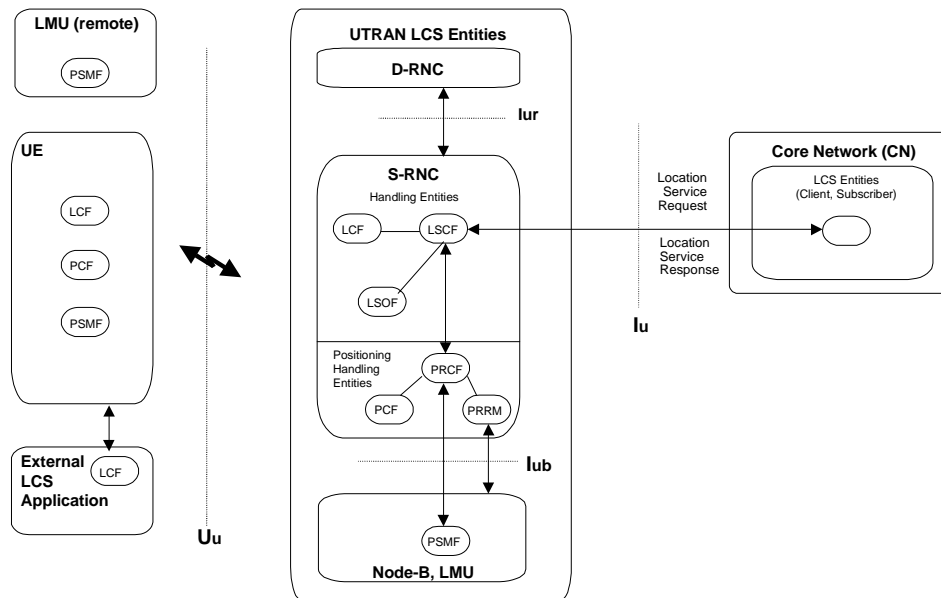 LMU (remote)
PSMF
UE
LCF
PCF
PSMF
External
LCS
Application
LCF
Uu
UTRAN LCS Entities
D-RNC
Iur
S-RNC
Handling Entities
LCF
LSCF
LSOF
Positioning
Handling
Entities
PRCF
PCF
PRRM
Iub
PSMF
Node-B, LMU
Location
Service
Request
Location
Service
Response
Iu
Core Network (CN)
LCS Entities
(Client, Subscriber)